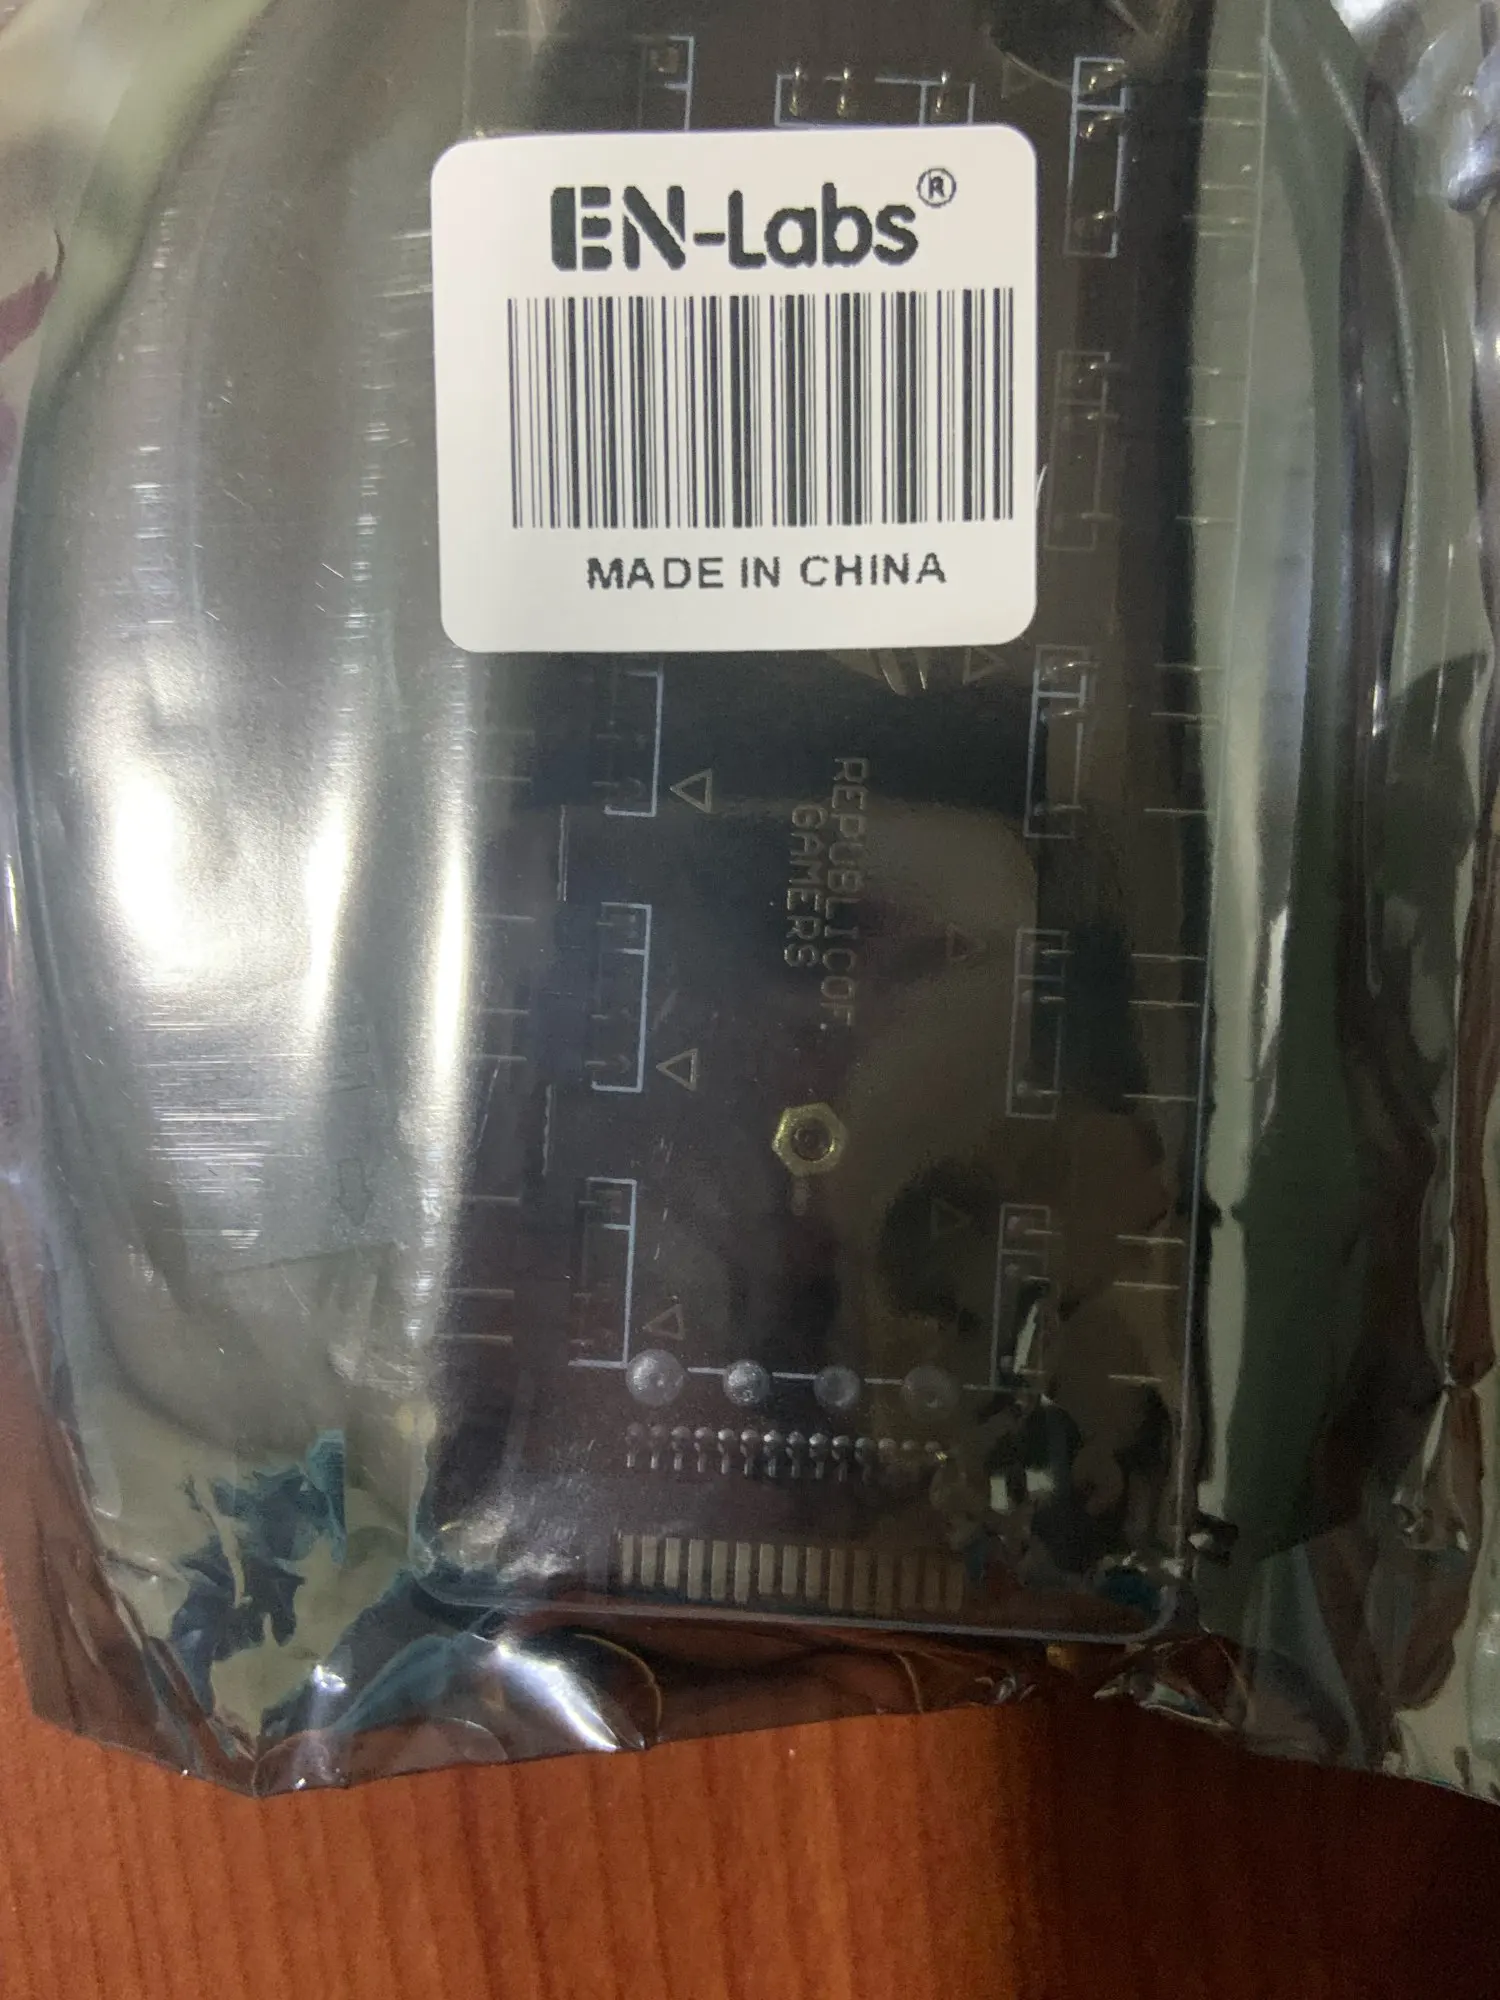 EN-Labs®
MADE IN CHINA
REPUBLIC OF
GAMERS